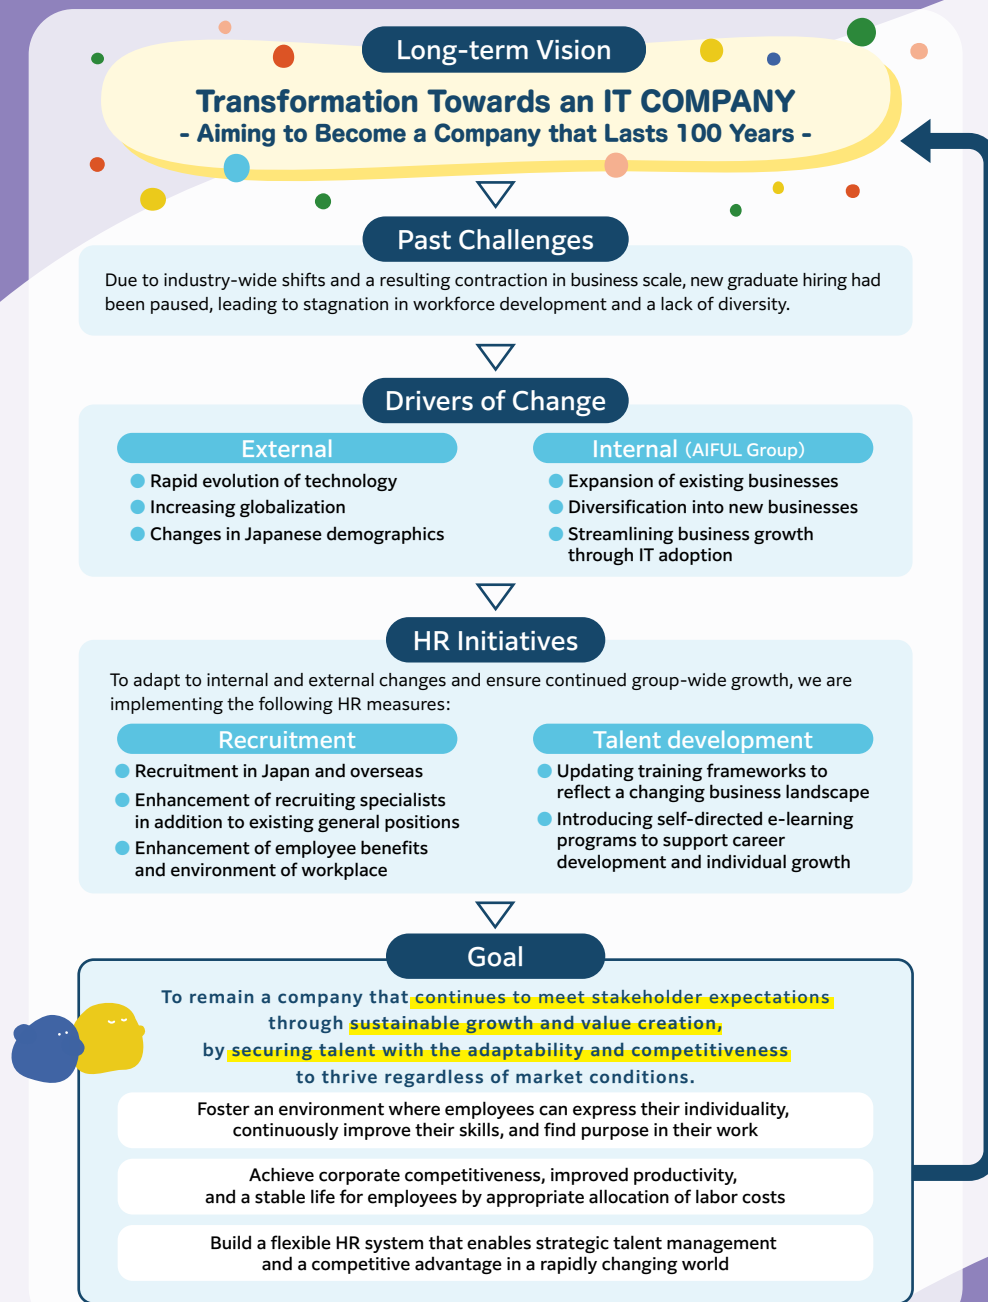 Long-term Vision
Transformation Towards an IT COMPANY
- Aiming to Become a Company that Lasts 100 Years -
Past Challenges
Due to industry-wide shifts and a resulting contraction in business scale, new graduate hiring had
been paused, leading to stagnation in workforce development and a lack of diversity.
Drivers of Change
External
Rapid evolution of technology
Increasing globalization
Changes in Japanese demographics
Internal (AIFUL Group)
Expansion of existing businesses
Diversification into new businesses
Streamlining business growth
through IT adoption
HR Initiatives
To adapt to internal and external changes and ensure continued group-wide growth, we are
implementing the following HR measures:
Recruitment
Recruitment in Japan and overseas
Enhancement of recruiting specialists
in addition to existing general positions
Enhancement of employee benefits
and environment of workplace
Talent development
Updating training frameworks to
reflect a changing business landscape
Introducing self-directed e-learning
programs to support career
development and individual growth
Goal
To remain a company that continues to meet stakeholder expectations
through sustainable growth and value creation,
by securing talent with the adaptability and competitiveness
to thrive regardless of market conditions.
Foster an environment where employees can express their individuality,
continuously improve their skills, and find purpose in their work
Achieve corporate competitiveness, improved productivity,
and a stable life for employees by appropriate allocation of labor costs
Build a flexible HR system that enables strategic talent management
and a competitive advantage in a rapidly changing world